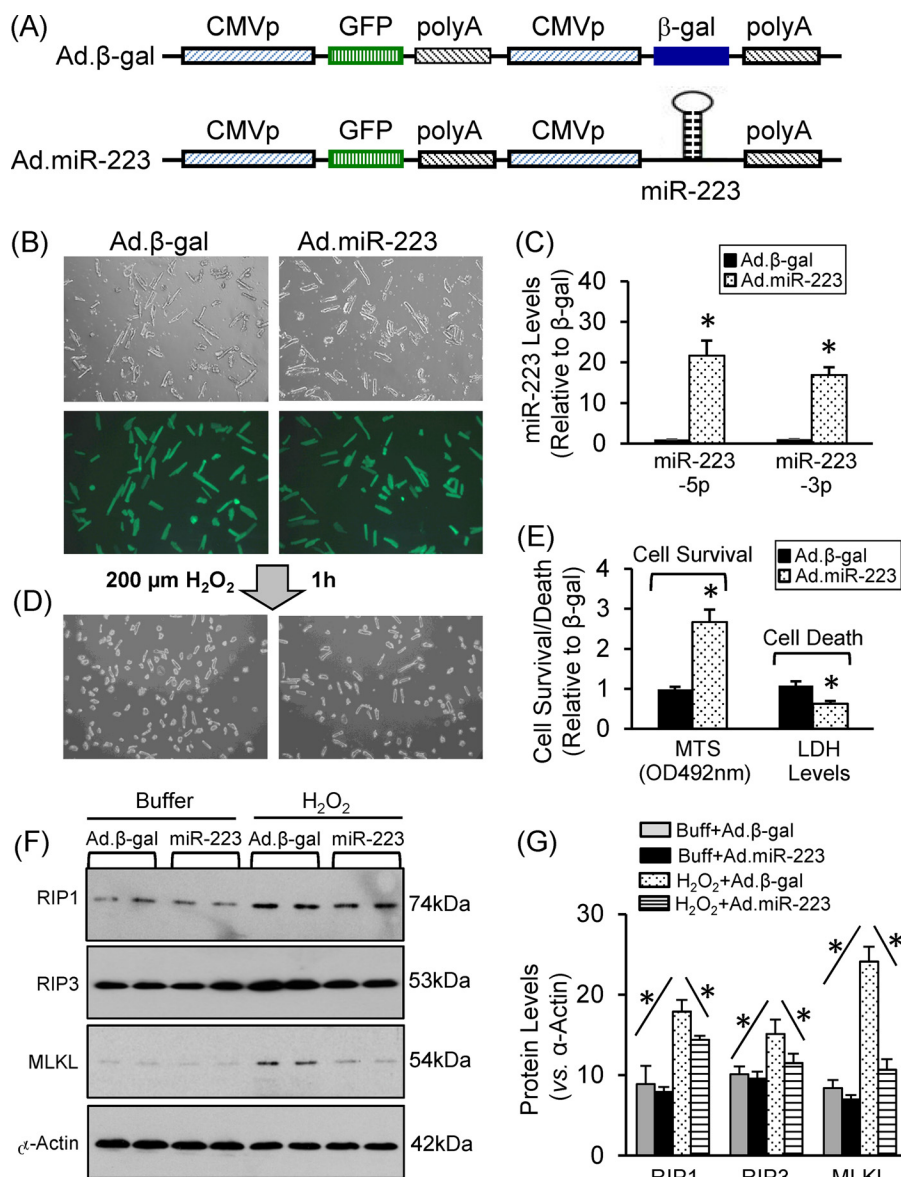 (A)
CMVp GFP polyA CMVp β-gal polyA
Ad.β-gal
CMVp GFP polyA CMVp polyA
Ad.miR-223
miR-223
(B)
Ad.β-gal Ad.miR-223
200 µm H₂O₂ 1h
(C)
Ad.β-gal
Ad.miR-223
miR-223 Levels
(Relative to β-gal)
40
30
20
10
0
* *
miR-223 miR-223
-5p -3p
(D)
(E)
Cell Survival
Ad.β-gal
Ad.miR-223
Cell Survival/Death
(Relative to β-gal)
4
3
2
1
0
*
Cell Death
*
MTS LDH
(OD492nm) Levels
(F)
Buffer H₂O₂
Ad.β-gal miR-223 Ad.β-gal miR-223
RIP1 74kDa
RIP3 53kDa
MLKL 54kDa
α-Actin 42kDa
(G)
Buff+Ad.β-gal
Buff+Ad.miR-223
H₂O₂+Ad.β-gal
H₂O₂+Ad.miR-223
Protein Levels
(vs. α-Actin)
30
20
10
0
* * * * * *
RIP1 RIP3 MLKL